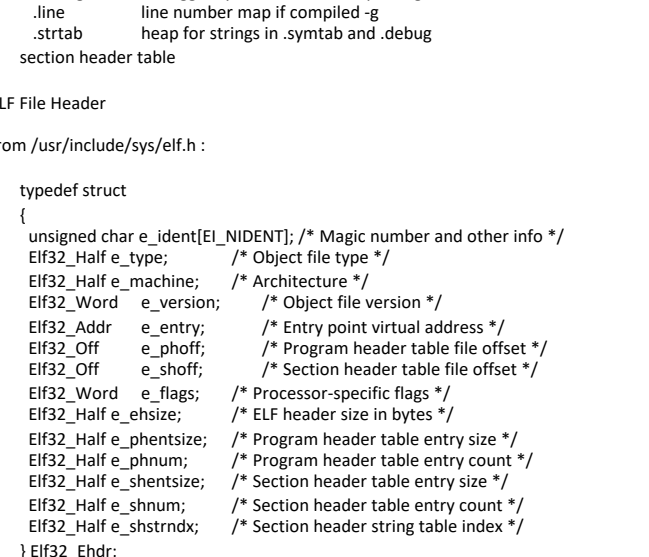 .line line number map if compiled -g
.strtab heap for strings in .symtab and .debug
section header table
LF File Header
rom /usr/include/sys/elf.h :
typedef struct
{
unsigned char e_ident[EI_NIDENT]; /* Magic number and other info */
Elf32_Half e_type; /* Object file type */
Elf32_Half e_machine; /* Architecture */
Elf32_Word e_version; /* Object file version */
Elf32_Addr e_entry; /* Entry point virtual address */
Elf32_Off e_phoff; /* Program header table file offset */
Elf32_Off e_shoff; /* Section header table file offset */
Elf32_Word e_flags; /* Processor-specific flags */
Elf32_Half e_ehsize; /* ELF header size in bytes */
Elf32_Half e_phentsize; /* Program header table entry size */
Elf32_Half e_phnum; /* Program header table entry count */
Elf32_Half e_shentsize; /* Section header table entry size */
Elf32_Half e_shnum; /* Section header table entry count */
Elf32_Half e_shstrndx; /* Section header string table index */
} Elf32_Ehdr;